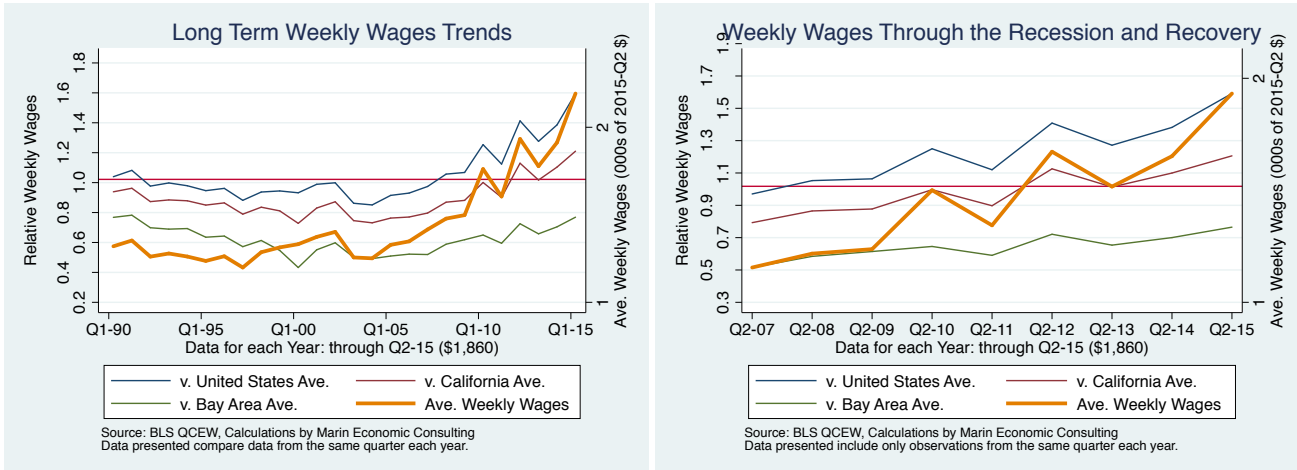 Long Term Weekly Wages Trends
Relative Weekly Wages
1.8
1.6
1.4
1.2
1.0
0.8
0.6
0.4
0.2
2
1
Ave. Weekly Wages (000s of 2015-Q2 $)
Q1-90 Q1-95 Q1-00 Q1-05 Q1-10 Q1-15
Data for each Year: through Q2-15 ($1,860)
v. United States Ave. v. California Ave.
v. Bay Area Ave. Ave. Weekly Wages
Source: BLS QCEW, Calculations by Marin Economic Consulting
Data presented compare data from the same quarter each year.
Weekly Wages Through the Recession and Recovery
Relative Weekly Wages
1.9
1.7
1.5
1.3
1.1
0.9
0.7
0.5
0.3
2
1
Ave. Weekly Wages (000s of 2015-Q2 $)
Q2-07 Q2-08 Q2-09 Q2-10 Q2-11 Q2-12 Q2-13 Q2-14 Q2-15
Data for each Year: through Q2-15 ($1,860)
v. United States Ave. v. California Ave.
v. Bay Area Ave. Ave. Weekly Wages
Source: BLS QCEW, Calculations by Marin Economic Consulting
Data presented include only observations from the same quarter each year.